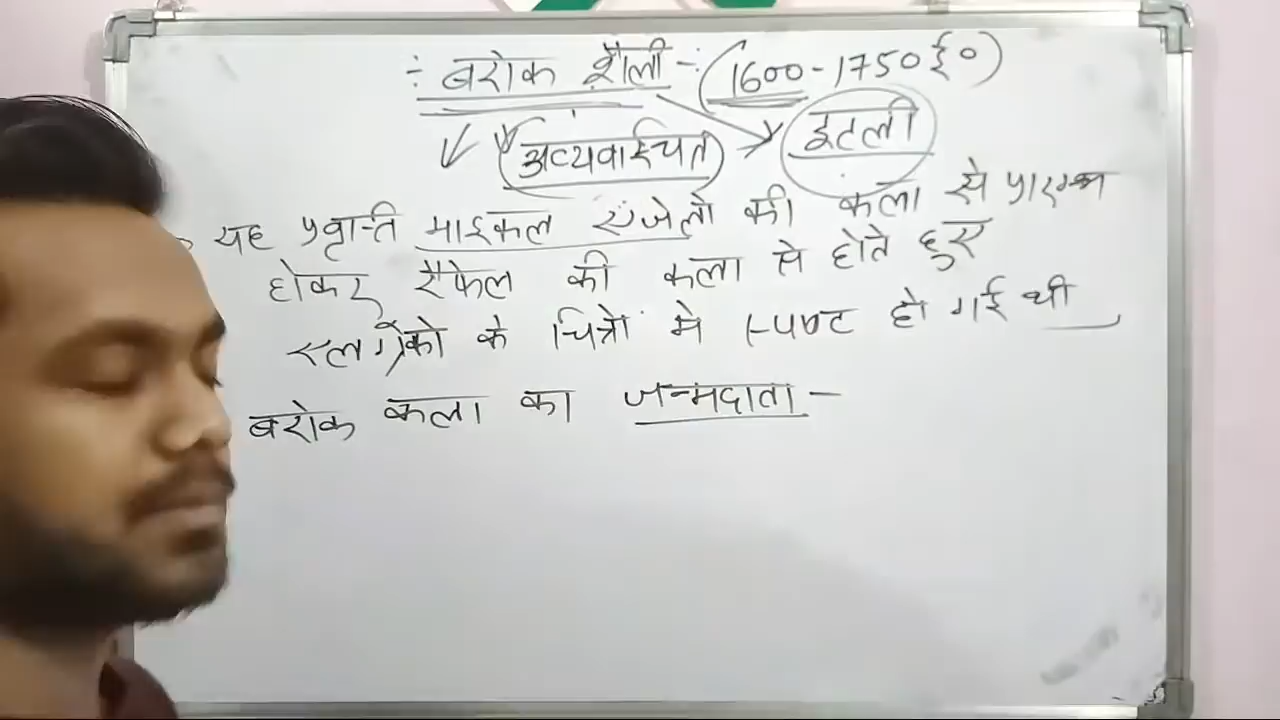 ÷ बरोक शैली -: (1600-1750 ई०)
अव्यवस्थित इटली
यह प्रवृत्ति माइकल एंजेलो की कला से प्रारम्भ
होकर रैफेल की कला से होते हुए
एलग्रेको के चित्रो मे स्पष्ट हो गई थी
बरोक कला का जन्मदाता -